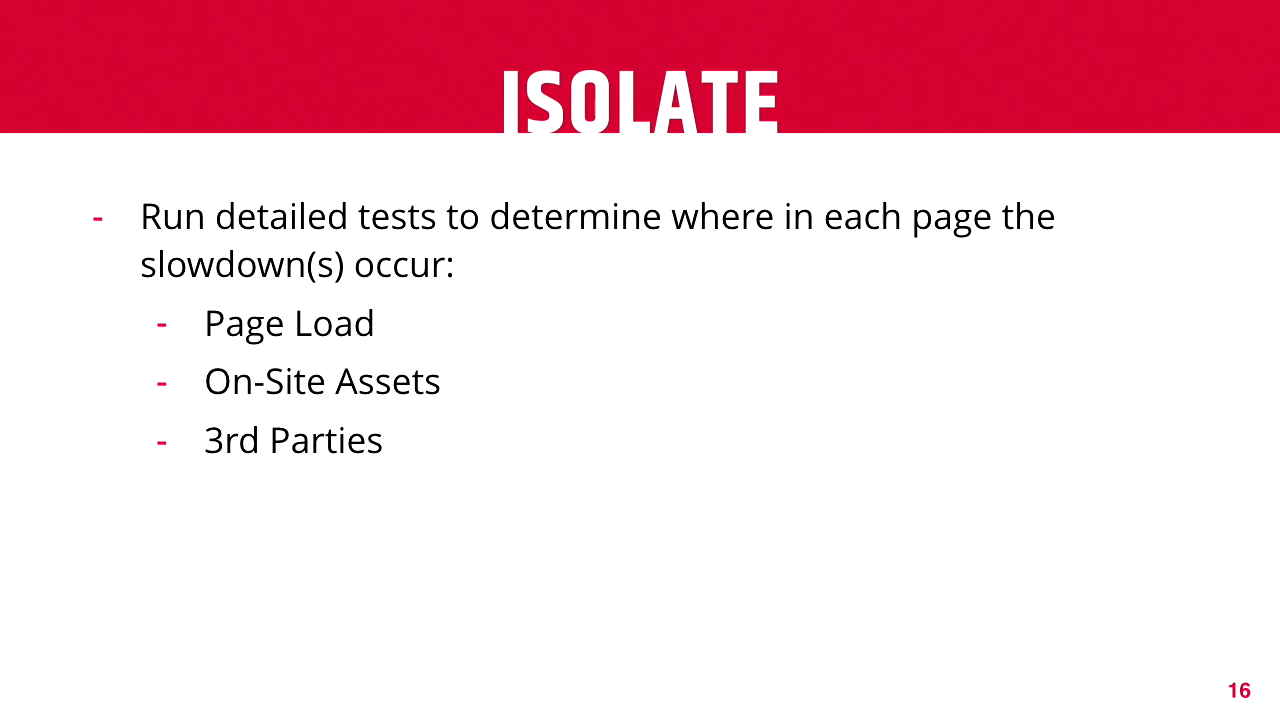 ISOLATE
- Run detailed tests to determine where in each page the
slowdown(s) occur:
- Page Load
- On-Site Assets
- 3rd Parties
16